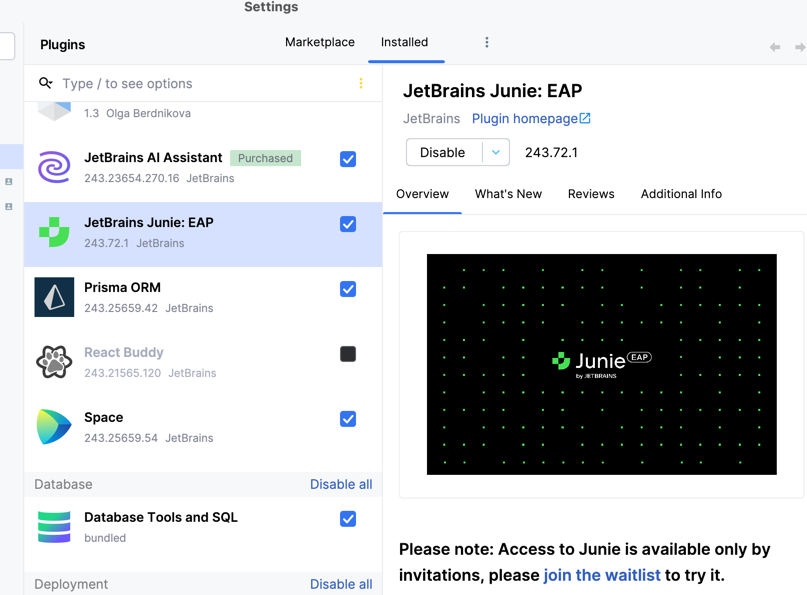 Settings
Plugins
Marketplace
Installed
Type / to see options
1.3 Olga Berdnikova
JetBrains AI Assistant Purchased
243.23654.270.16 JetBrains
JetBrains Junie: EAP
243.72.1 JetBrains
Prisma ORM
243.25659.42 JetBrains
React Buddy
243.21565.120 JetBrains
Space
243.25659.54 JetBrains
Database Disable all
Database Tools and SQL
bundled
Deployment Disable all
JetBrains Junie: EAP
JetBrains Plugin homepage
Disable 243.72.1
Overview What's New Reviews Additional Info
Junie EAP
by JETBRAINS
Please note: Access to Junie is available only by
invitations, please join the waitlist to try it.